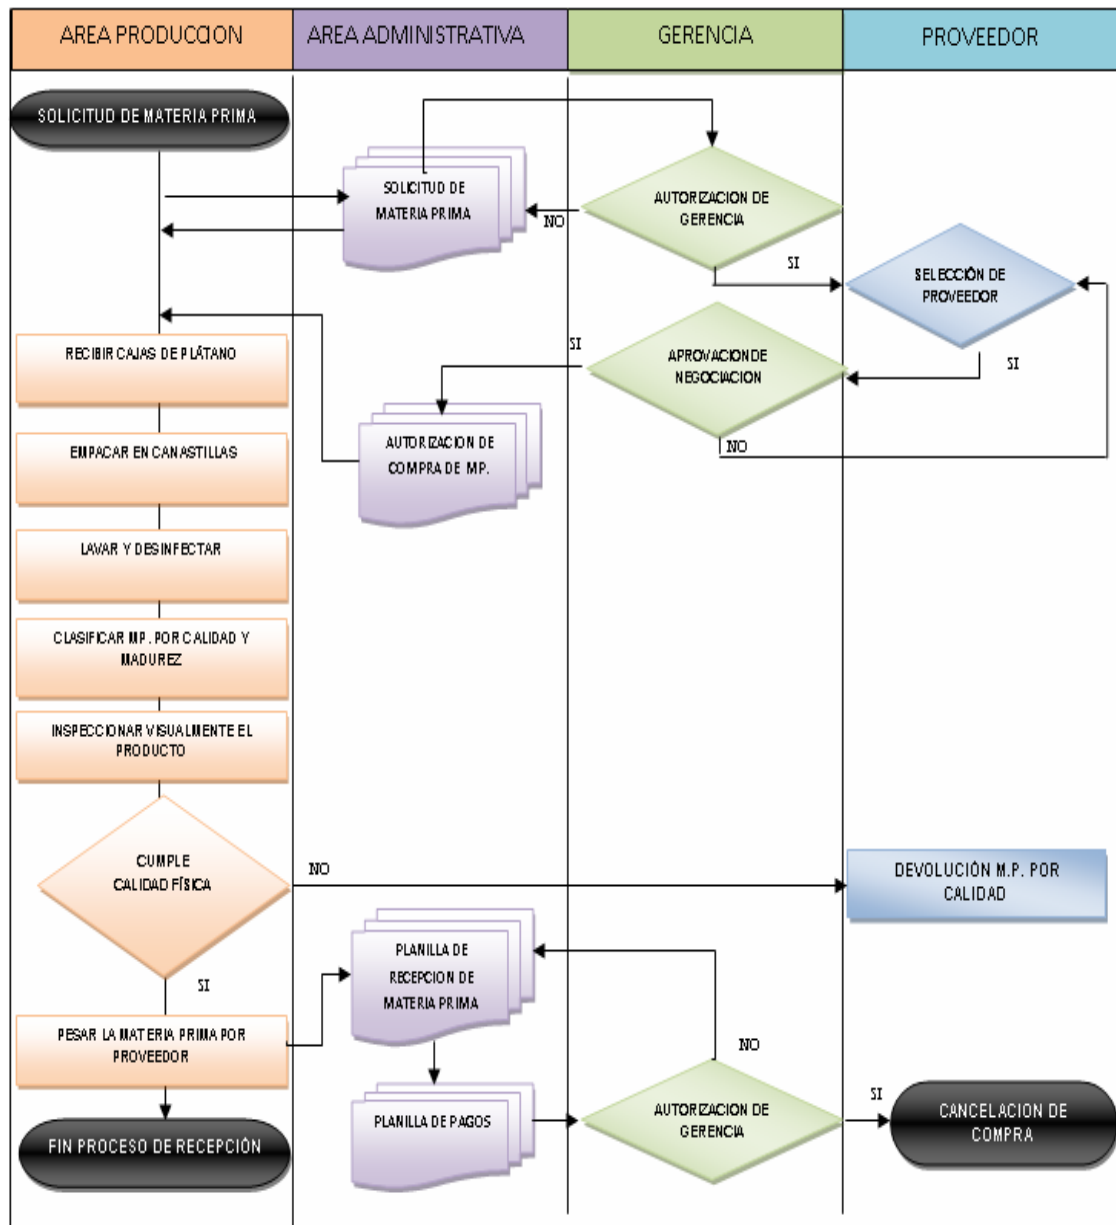 AREA PRODUCCION
AREA ADMINISTRATIVA
GERENCIA
PROVEEDOR
SOLICITUD DE MATERIA PRIMA
SOLICITUD DE
MATERIA PRIMA
AUTORIZACION DE
GERENCIA
NO
SI
SELECCIÓN DE
PROVEEDOR
SI
RECIBIR CAJAS DE PLÁTANO
SI
APROVACION DE
NEGOCIACION
NO
AUTORIZACION DE
COMPRA DE MP.
EMPACAR EN CANASTILLAS
LAVAR Y DESINFECTAR
CLASIFICAR MP. POR CALIDAD Y
MADUREZ
INSPECCIONAR VISUALMENTE EL
PRODUCTO
CUMPLE
CALIDAD FÍSICA
NO
DEVOLUCIÓN M.P. POR
CALIDAD
SI
PLANILLA DE
RECEPCION DE
MATERIA PRIMA
PESAR LA MATERIA PRIMA POR
PROVEEDOR
NO
PLANILLA DE PAGOS
AUTORIZACION DE
GERENCIA
SI
CANCELACION DE
COMPRA
FIN PROCESO DE RECEPCIÓN